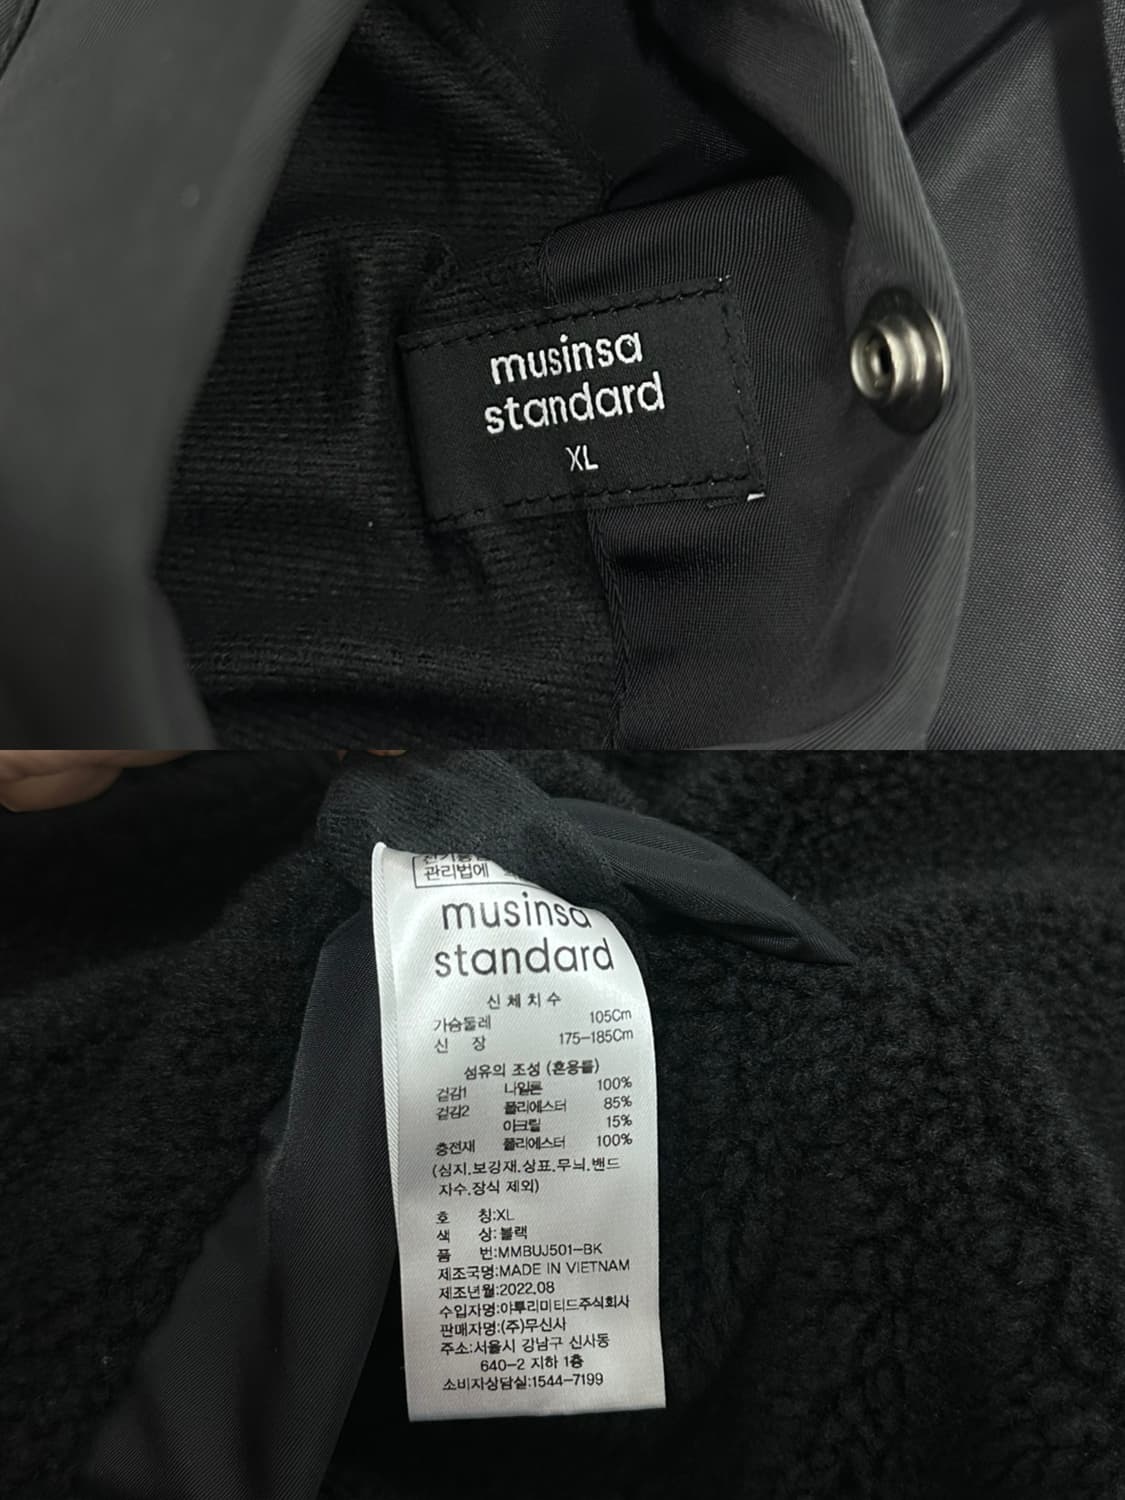 musinsa
standard
XL
관리법에
musinsa
standard
신체치수
가슴둘레 105Cm
신 장 175-185Cm
섬유의 조성 (혼용률)
겉감1 나일론 100%
겉감2 폴리에스터 85%
아크릴 15%
충전재 폴리에스터 100%
(심지.보강재.상표.무늬.밴드
자수.장식 제외)
호 칭:XL
색 상:블랙
품 번:MMBUJ501-BK
제조국명:MADE IN VIETNAM
제조년월:2022.08
수입자명:야투리미티드주식회사
판매자명:(주)무신사
주소:서울시 강남구 신사동
640-2 지하 1층
소비자상담실:1544-7199